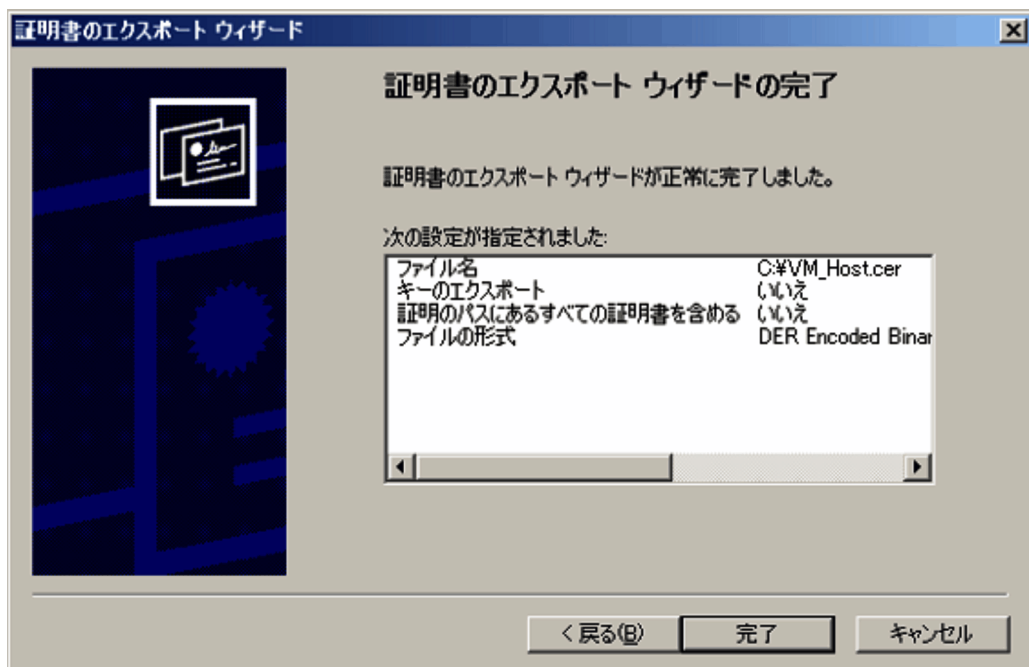 証明書のエクスポート ウィザード
証明書のエクスポート ウィザードの完了
証明書のエクスポート ウィザードが正常に完了しました。
次の設定が指定されました:
ファイル名 C:¥VM_Host.cer
キーのエクスポート いいえ
証明のパスにあるすべての証明書を含める いいえ
ファイルの形式 DER Encoded Binar
< 戻る(B) 完了 キャンセル